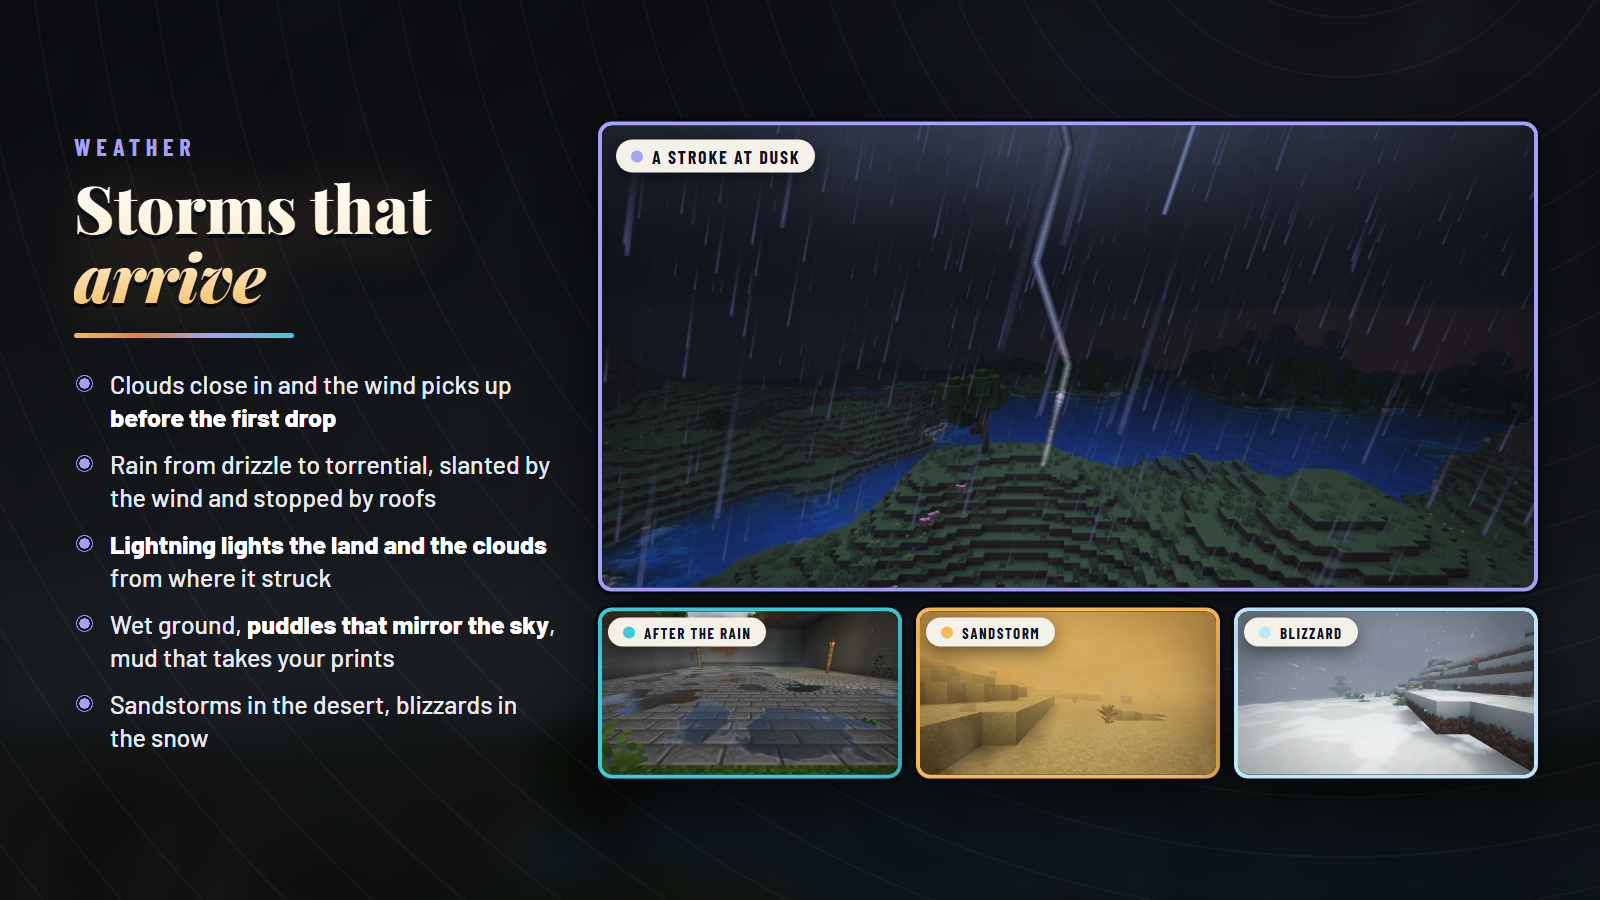 WEATHER
Storms that
arrive
Clouds close in and the wind picks up
before the first drop
Rain from drizzle to torrential, slanted by
the wind and stopped by roofs
Lightning lights the land and the clouds
from where it struck
Wet ground, puddles that mirror the sky,
mud that takes your prints
Sandstorms in the desert, blizzards in
the snow
A STROKE AT DUSK
AFTER THE RAIN
SANDSTORM
BLIZZARD